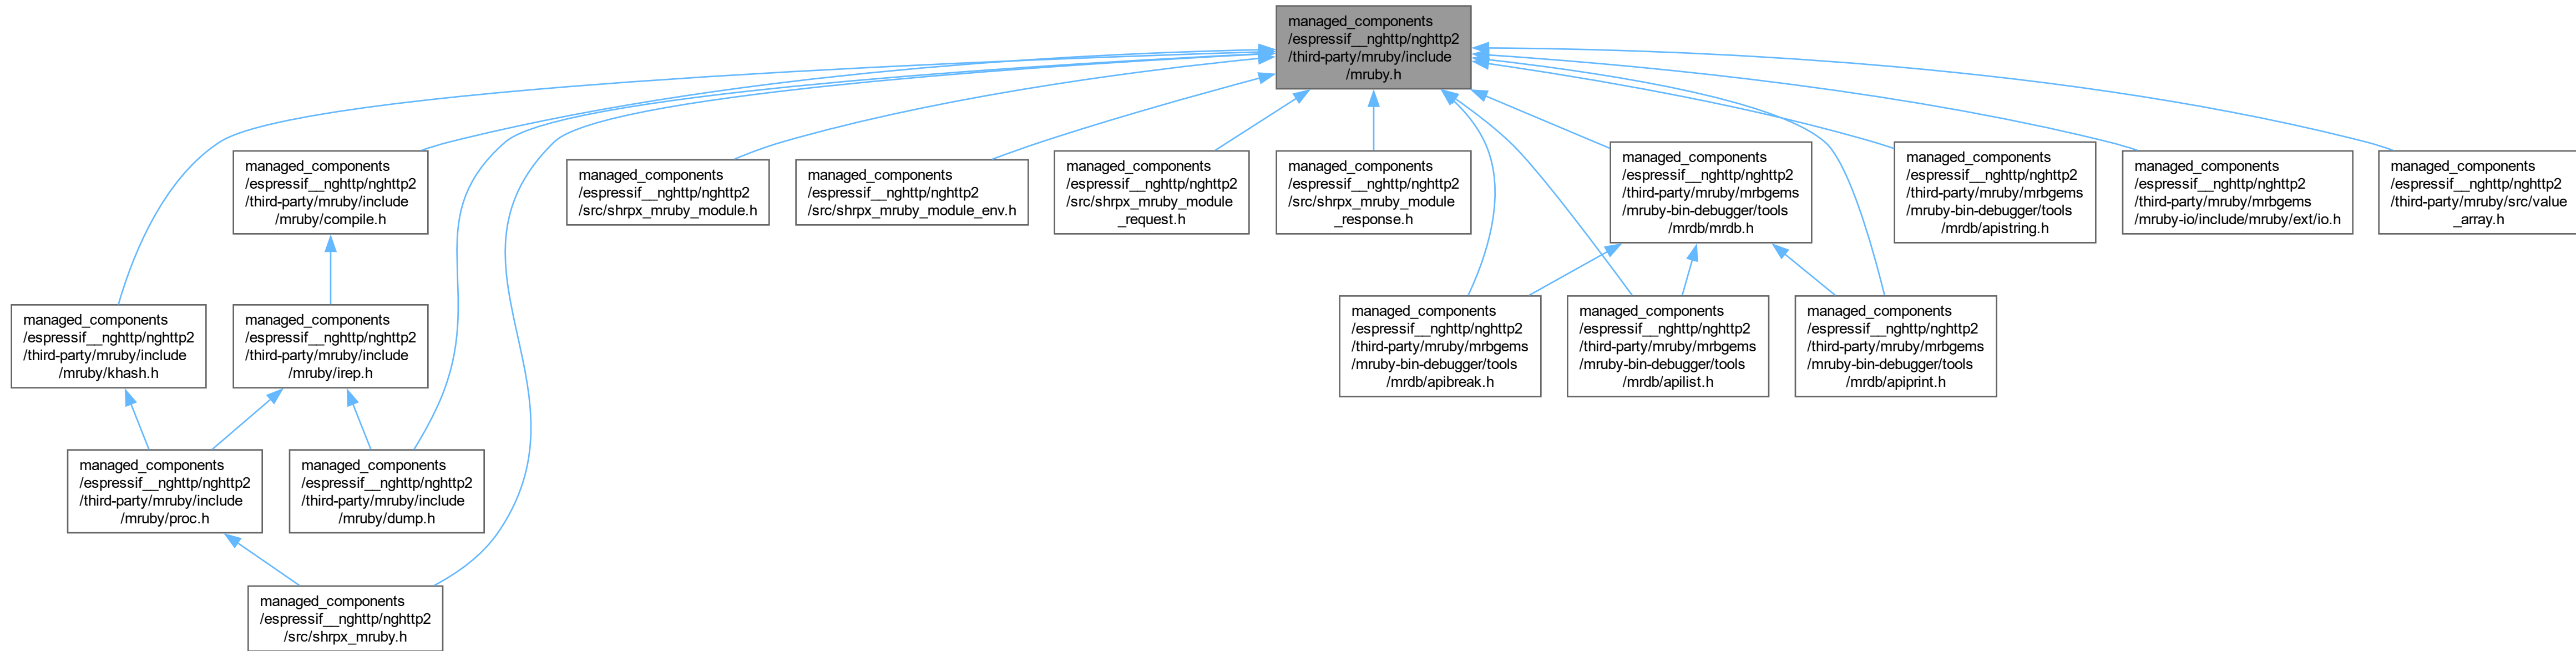 managed_components
/espressif__nghttp/nghttp2
/third-party/mruby/include
/mruby.h
managed_components
/espressif__nghttp/nghttp2
/third-party/mruby/include
/mruby/compile.h
managed_components
/espressif__nghttp/nghttp2
/src/shrpx_mruby_module.h
managed_components
/espressif__nghttp/nghttp2
/src/shrpx_mruby_module_env.h
managed_components
/espressif__nghttp/nghttp2
/src/shrpx_mruby_module
_request.h
managed_components
/espressif__nghttp/nghttp2
/src/shrpx_mruby_module
_response.h
managed_components
/espressif__nghttp/nghttp2
/third-party/mruby/mrbgems
/mruby-bin-debugger/tools
/mrdb/mrdb.h
managed_components
/espressif__nghttp/nghttp2
/third-party/mruby/mrbgems
/mruby-bin-debugger/tools
/mrdb/apistring.h
managed_components
/espressif__nghttp/nghttp2
/third-party/mruby/mrbgems
/mruby-io/include/mruby/ext/io.h
managed_components
/espressif__nghttp/nghttp2
/third-party/mruby/src/value
_array.h
managed_components
/espressif__nghttp/nghttp2
/third-party/mruby/include
/mruby/khash.h
managed_components
/espressif__nghttp/nghttp2
/third-party/mruby/include
/mruby/irep.h
managed_components
/espressif__nghttp/nghttp2
/third-party/mruby/mrbgems
/mruby-bin-debugger/tools
/mrdb/apibreak.h
managed_components
/espressif__nghttp/nghttp2
/third-party/mruby/mrbgems
/mruby-bin-debugger/tools
/mrdb/apilist.h
managed_components
/espressif__nghttp/nghttp2
/third-party/mruby/mrbgems
/mruby-bin-debugger/tools
/mrdb/apiprint.h
managed_components
/espressif__nghttp/nghttp2
/third-party/mruby/include
/mruby/proc.h
managed_components
/espressif__nghttp/nghttp2
/third-party/mruby/include
/mruby/dump.h
managed_components
/espressif__nghttp/nghttp2
/src/shrpx_mruby.h